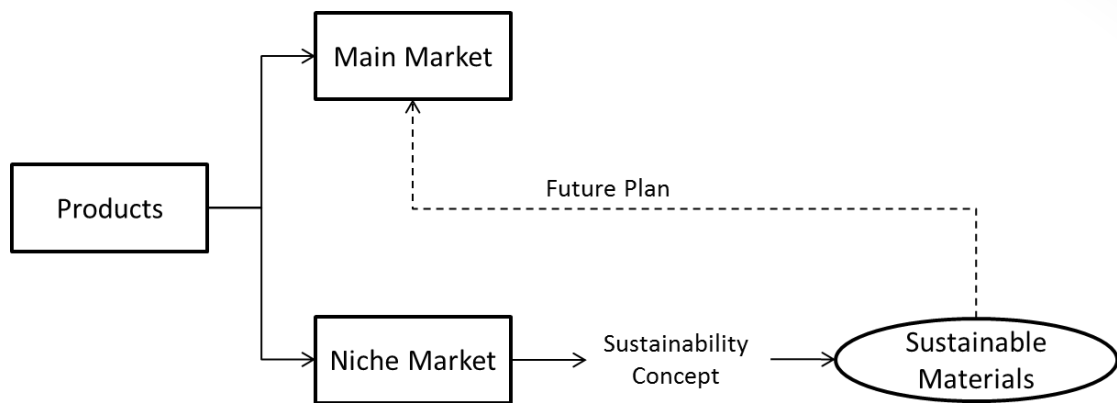 Main Market
Products
Future Plan
Niche Market
Sustainability
Concept
Sustainable
Materials